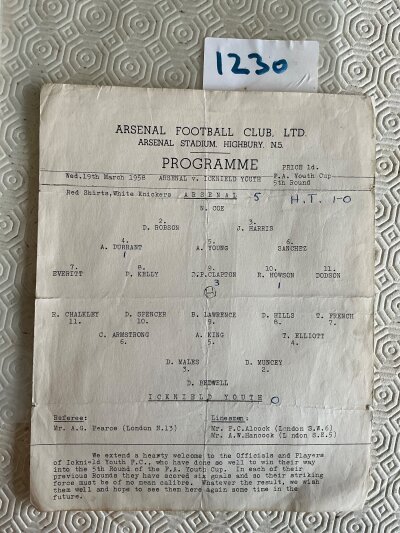 1230
ARSENAL FOOTBALL CLUB. LTD.
ARSENAL STADIUM, HIGHBURY, N.5.
PROGRAMME
PRICE 1d.
Wed.19th March 1958 ARSENAL v. ICKNIELD YOUTH F.A. Youth Cup
5th Round
Red Shirts,White Knickers ARSENAL 5 H.T. 1-0
N. COE
2. 3.
D. ROBSON J. HARRIS
4. 5. 6.
A. DURRANT A. YOUNG SANCHEZ
1
7. 8. 9. 10. 11.
EVERITT P. KELLY D.P.CLAPTON R. HOWSON DODSON
3 1
R. CHALKLEY D. SPENCER B. LAWRENCE D. HILLS T. FRENCH
11. 10. 9. 8. 7.
C. ARMSTRONG A. KING T. ELLIOTT
6. 5. 4.
D. MALES D. MUNCEY
3. 2.
D. BEDWELL
ICKNIELD YOUTH 0
Referee: Linesmen:
Mr. A.G. Pearce (London N.13) Mr. F.C.Alcock (London S.W.6)
Mr. A.W.Hancock (L ndon S.E.5)
We extend a hearty welcome to the Officials and Players
of Icknield Youth F.C., who have done so well to win their way
into the 5th Round of the F.A. Youth Cup. In each of their
previous Rounds they have scored six goals and so their striking
force must be of no mean calibre. Whatever the result, we wish
them well and hope to see them here again some time in the
future.